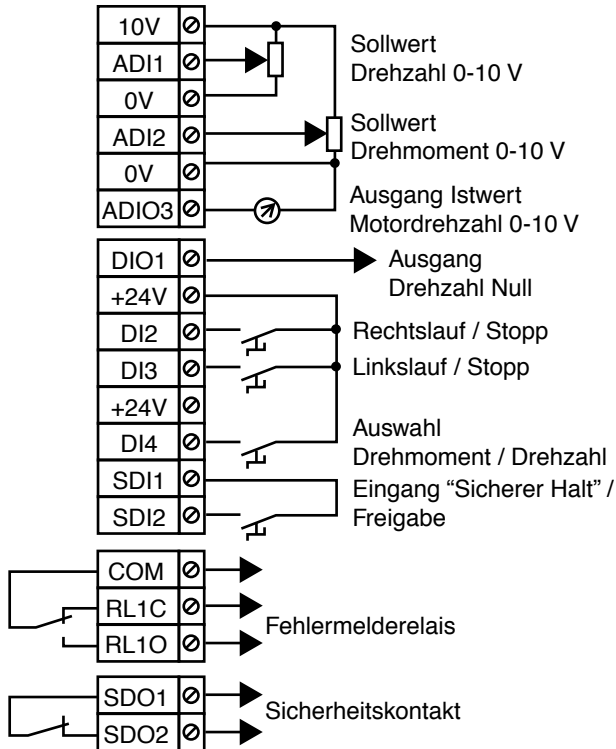 10V
ADI1
0V
ADI2
0V
ADIO3
Sollwert
Drehzahl 0-10 V
Sollwert
Drehmoment 0-10 V
Ausgang Istwert
Motordrehzahl 0-10 V
DIO1
+24V
DI2
DI3
+24V
DI4
SDI1
SDI2
Ausgang
Drehzahl Null
Rechtslauf / Stopp
Linkslauf / Stopp
Auswahl
Drehmoment / Drehzahl
Eingang “Sicherer Halt” /
Freigabe
COM
RL1C
RL1O
Fehlermelderelais
SDO1
SDO2
Sicherheitskontakt